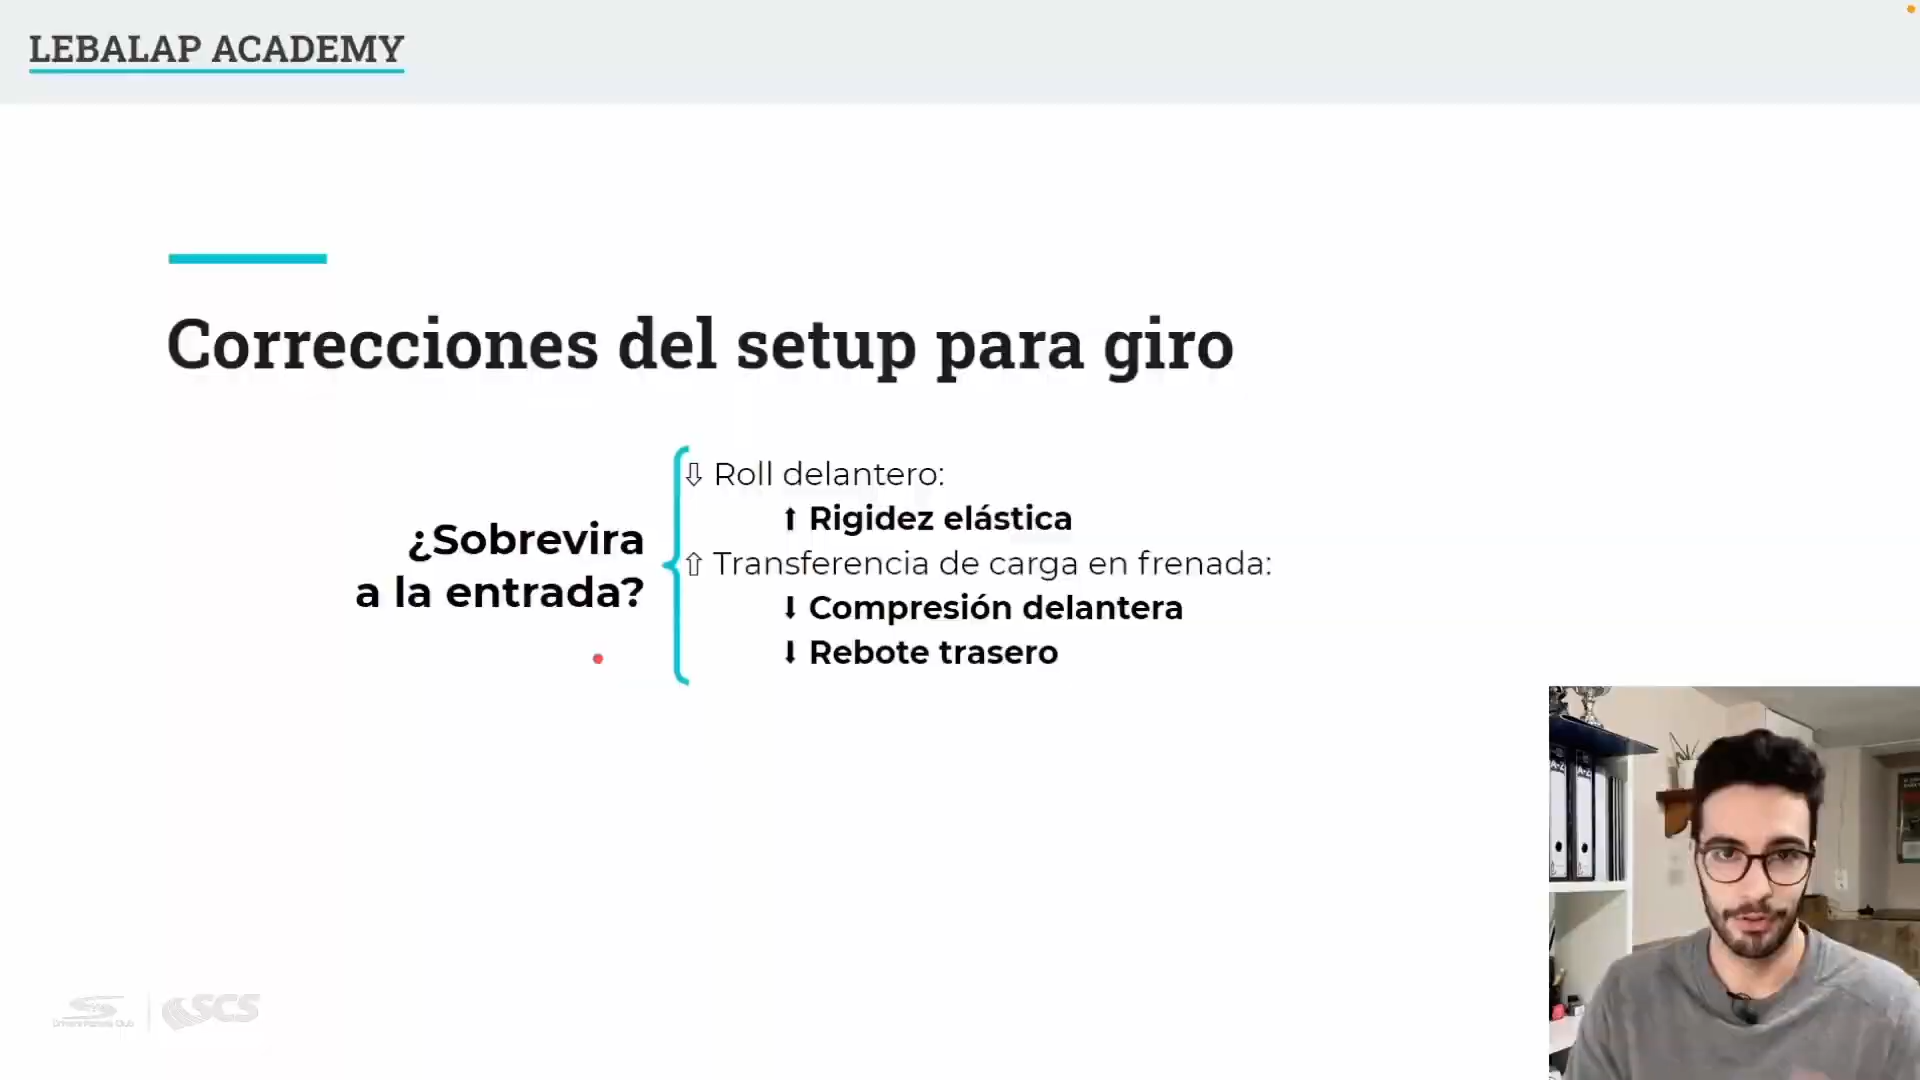 LEBALAP ACADEMY
Correcciones del setup para giro
¿Sobrevira
a la entrada?
⇩ Roll delantero:
⬆ Rigidez elástica
⇧ Transferencia de carga en frenada:
⬇ Compresión delantera
⬇ Rebote trasero
SCS